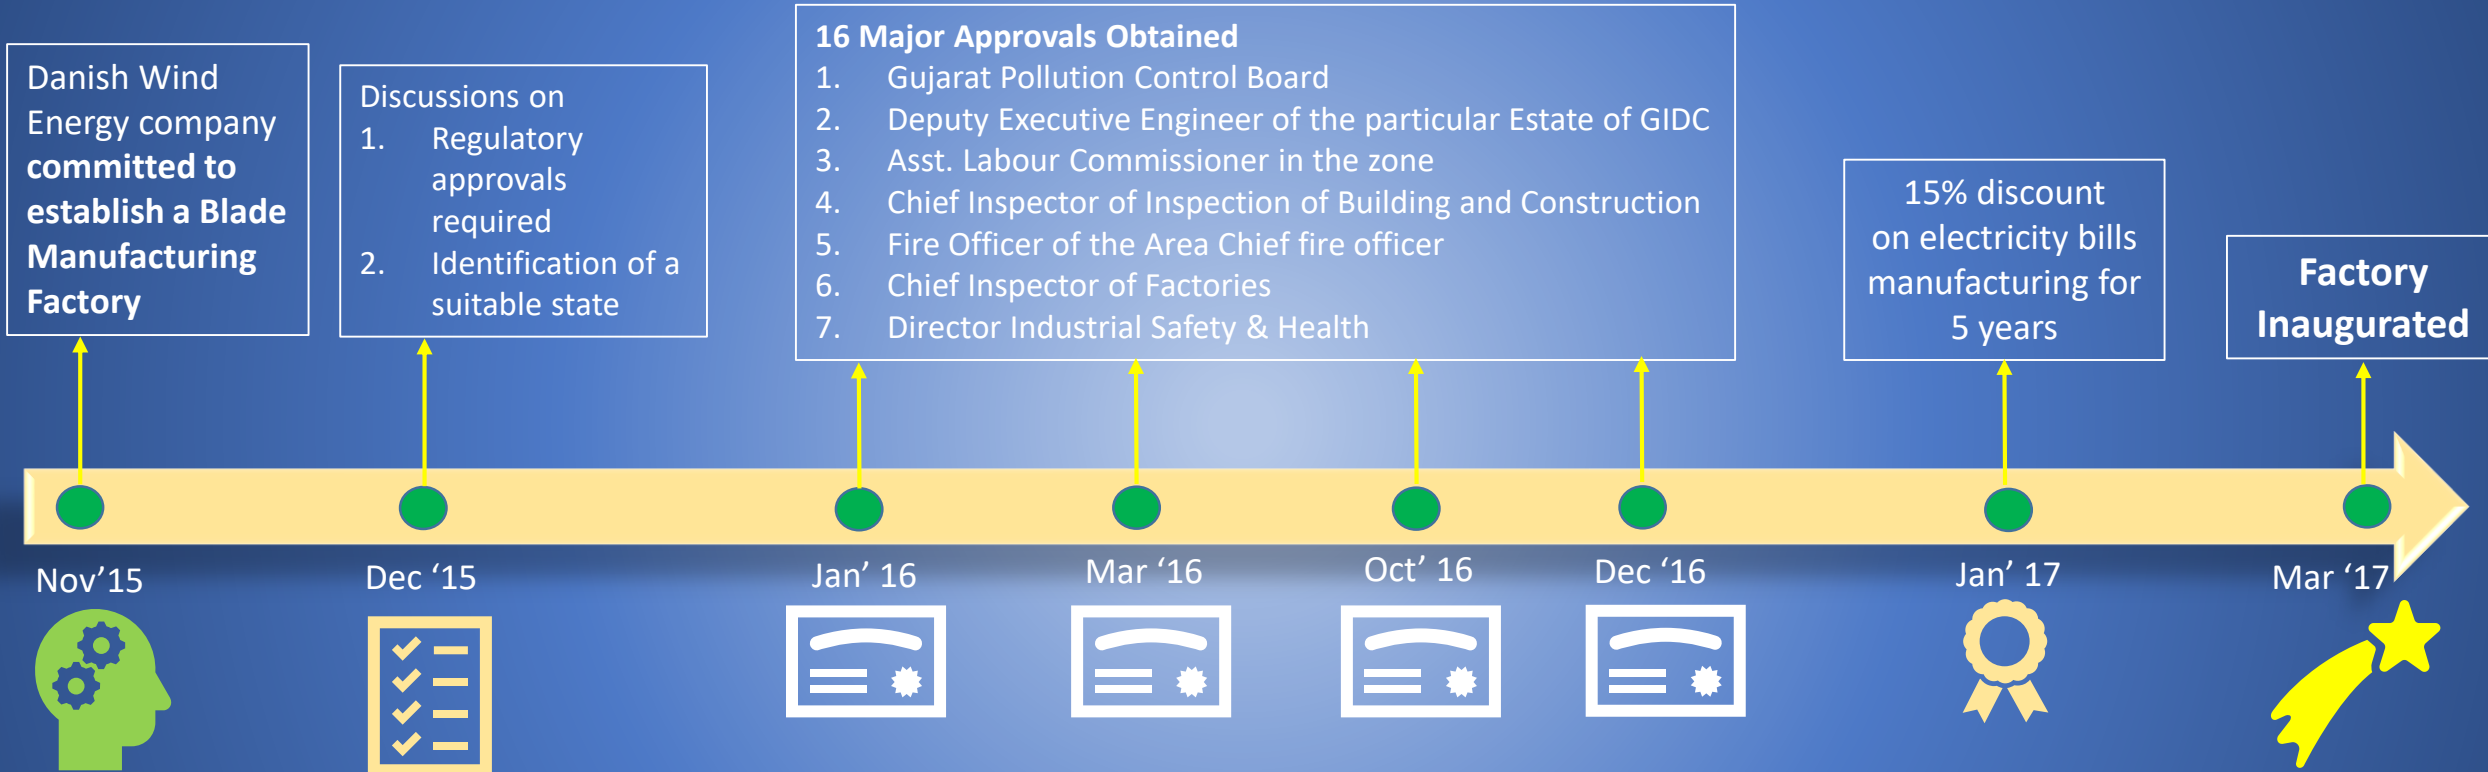 Danish Wind
Energy company
committed to
establish a Blade
Manufacturing
Factory
Discussions on
1. Regulatory
approvals
required
2. Identification of a
suitable state
16 Major Approvals Obtained
1. Gujarat Pollution Control Board
2. Deputy Executive Engineer of the particular Estate of GIDC
3. Asst. Labour Commissioner in the zone
4. Chief Inspector of Inspection of Building and Construction
5. Fire Officer of the Area Chief fire officer
6. Chief Inspector of Factories
7. Director Industrial Safety & Health
15% discount
on electricity bills
manufacturing for
5 years
Factory
Inaugurated
Nov’15
Dec ‘15
Jan’ 16
Mar ‘16
Oct’ 16
Dec ‘16
Jan’ 17
Mar ‘17